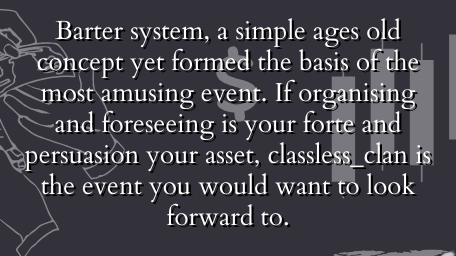 Barter system, a simple ages old
concept yet formed the basis of the
most amusing event. If organising
and foreseeing is your forte and
persuasion your asset, classless_clan is
the event you would want to look
forward to.